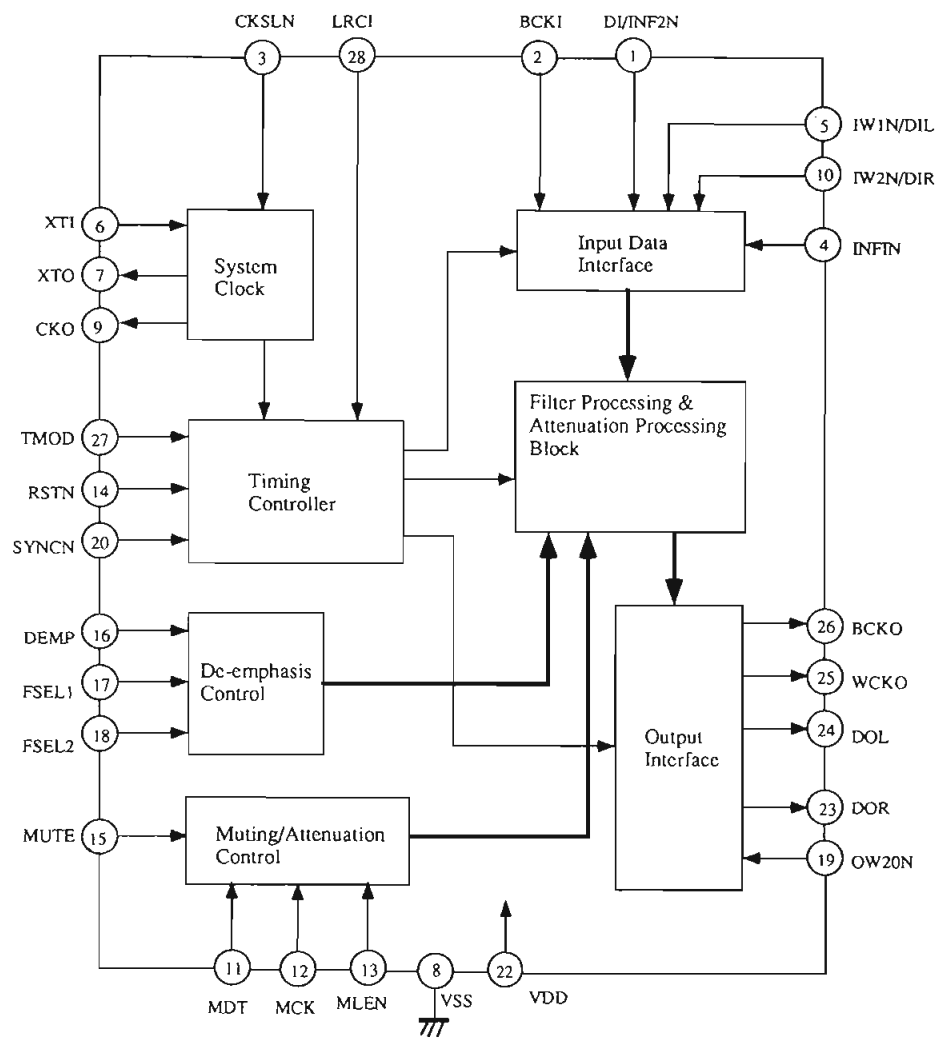 CKSLN LRCI BCKI DI/INF2N
3 28 2 1
5 IW1N/DIL
10 IW2N/DIR
XTI 6
4 INFIN
System
Clock
Input Data
Interface
XTO 7
CKO 9
Filter Processing &
Attenuation Processing
Block
TMOD 27
RSTN 14
Timing
Controller
SYNCN 20
DEMP 16
26 BCKO
De-emphasis
Control
FSEL1 17
25 WCKO
FSEL2 18
24 DOL
Output
Interface
23 DOR
MUTE 15
Muting/Attenuation
Control
19 OW20N
11 12 13 8 22
MDT MCK MLEN VSS VDD